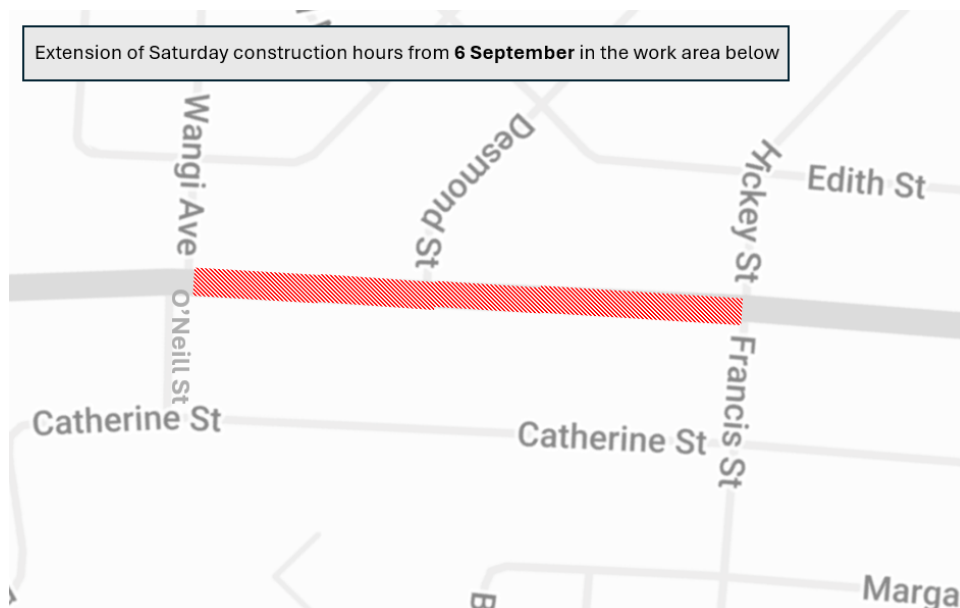 Extension of Saturday construction hours from 6 September in the work area below
Wangi Ave
Desmond St
Hickey St
Edith St
O'Neill St
Francis St
Catherine St
Catherine St
Marga
B